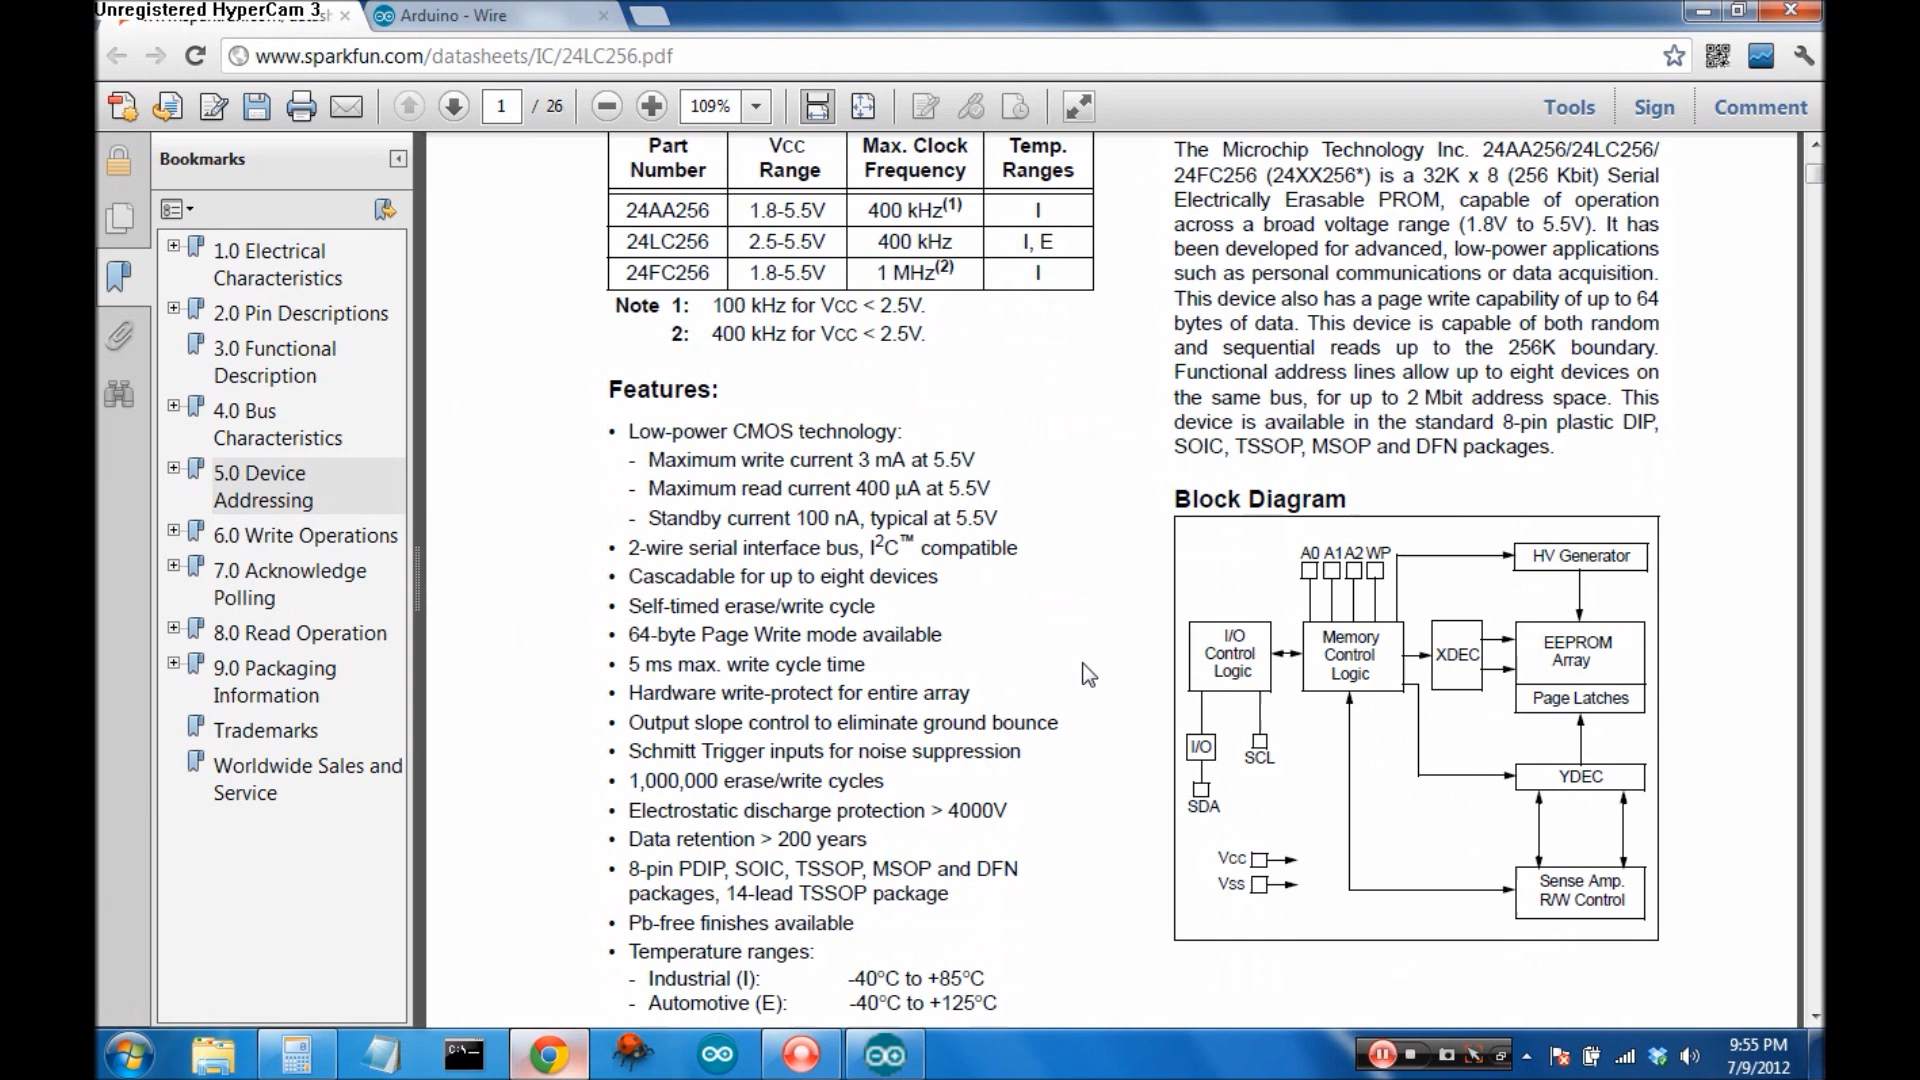 Unregistered HyperCam 3
Arduino - Wire
www.sparkfun.com/datasheets/IC/24LC256.pdf
1 / 26
109%
Tools
Sign
Comment
Bookmarks
1.0 Electrical
Characteristics
2.0 Pin Descriptions
3.0 Functional
Description
4.0 Bus
Characteristics
5.0 Device
Addressing
6.0 Write Operations
7.0 Acknowledge
Polling
8.0 Read Operation
9.0 Packaging
Information
Trademarks
Worldwide Sales and
Service
Part Number VCC Range Max. Clock Frequency Temp. Ranges
24AA256 1.8-5.5V 400 kHz(1) I
24LC256 2.5-5.5V 400 kHz I, E
24FC256 1.8-5.5V 1 MHz(2) I
Note 1: 100 kHz for VCC < 2.5V.
2: 400 kHz for VCC < 2.5V.
Features:
• Low-power CMOS technology:
- Maximum write current 3 mA at 5.5V
- Maximum read current 400 μA at 5.5V
- Standby current 100 nA, typical at 5.5V
• 2-wire serial interface bus, I2C™ compatible
• Cascadable for up to eight devices
• Self-timed erase/write cycle
• 64-byte Page Write mode available
• 5 ms max. write cycle time
• Hardware write-protect for entire array
• Output slope control to eliminate ground bounce
• Schmitt Trigger inputs for noise suppression
• 1,000,000 erase/write cycles
• Electrostatic discharge protection > 4000V
• Data retention > 200 years
• 8-pin PDIP, SOIC, TSSOP, MSOP and DFN
packages, 14-lead TSSOP package
• Pb-free finishes available
• Temperature ranges:
- Industrial (I): -40°C to +85°C
- Automotive (E): -40°C to +125°C
The Microchip Technology Inc. 24AA256/24LC256/
24FC256 (24XX256*) is a 32K x 8 (256 Kbit) Serial
Electrically Erasable PROM, capable of operation
across a broad voltage range (1.8V to 5.5V). It has
been developed for advanced, low-power applications
such as personal communications or data acquisition.
This device also has a page write capability of up to 64
bytes of data. This device is capable of both random
and sequential reads up to the 256K boundary.
Functional address lines allow up to eight devices on
the same bus, for up to 2 Mbit address space. This
device is available in the standard 8-pin plastic DIP,
SOIC, TSSOP, MSOP and DFN packages.
Block Diagram
A0 A1 A2 WP
HV Generator
I/O
Control
Logic
Memory
Control
Logic
XDEC
EEPROM
Array
Page Latches
I/O
SCL
SDA
YDEC
Vcc
Vss
Sense Amp.
R/W Control
C:\
9:55 PM
7/9/2012